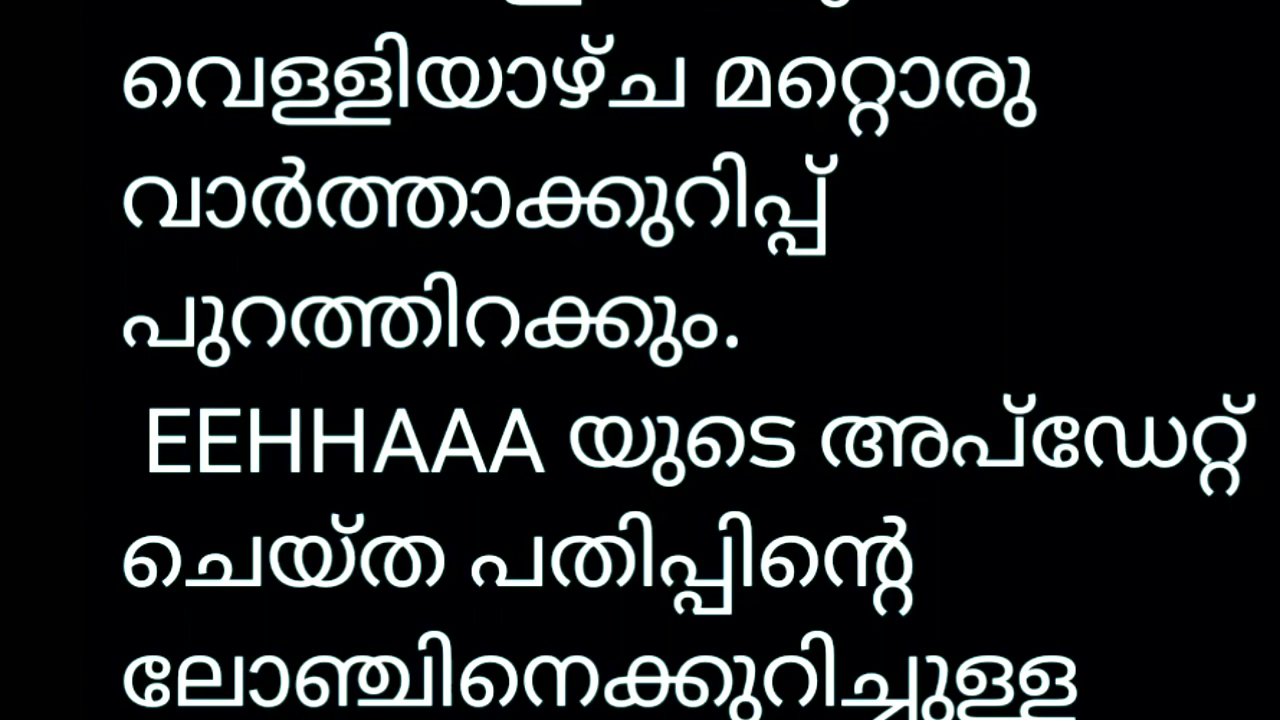 വെള്ളിയാഴ്ച മറ്റൊരു
വാർത്താക്കുറിപ്പ്
പുറത്തിറക്കും.
EEHHAAA യുടെ അപ്ഡേറ്റ്
ചെയ്ത പതിപ്പിന്റെ
ലോഞ്ചിനെക്കുറിച്ചുള്ള